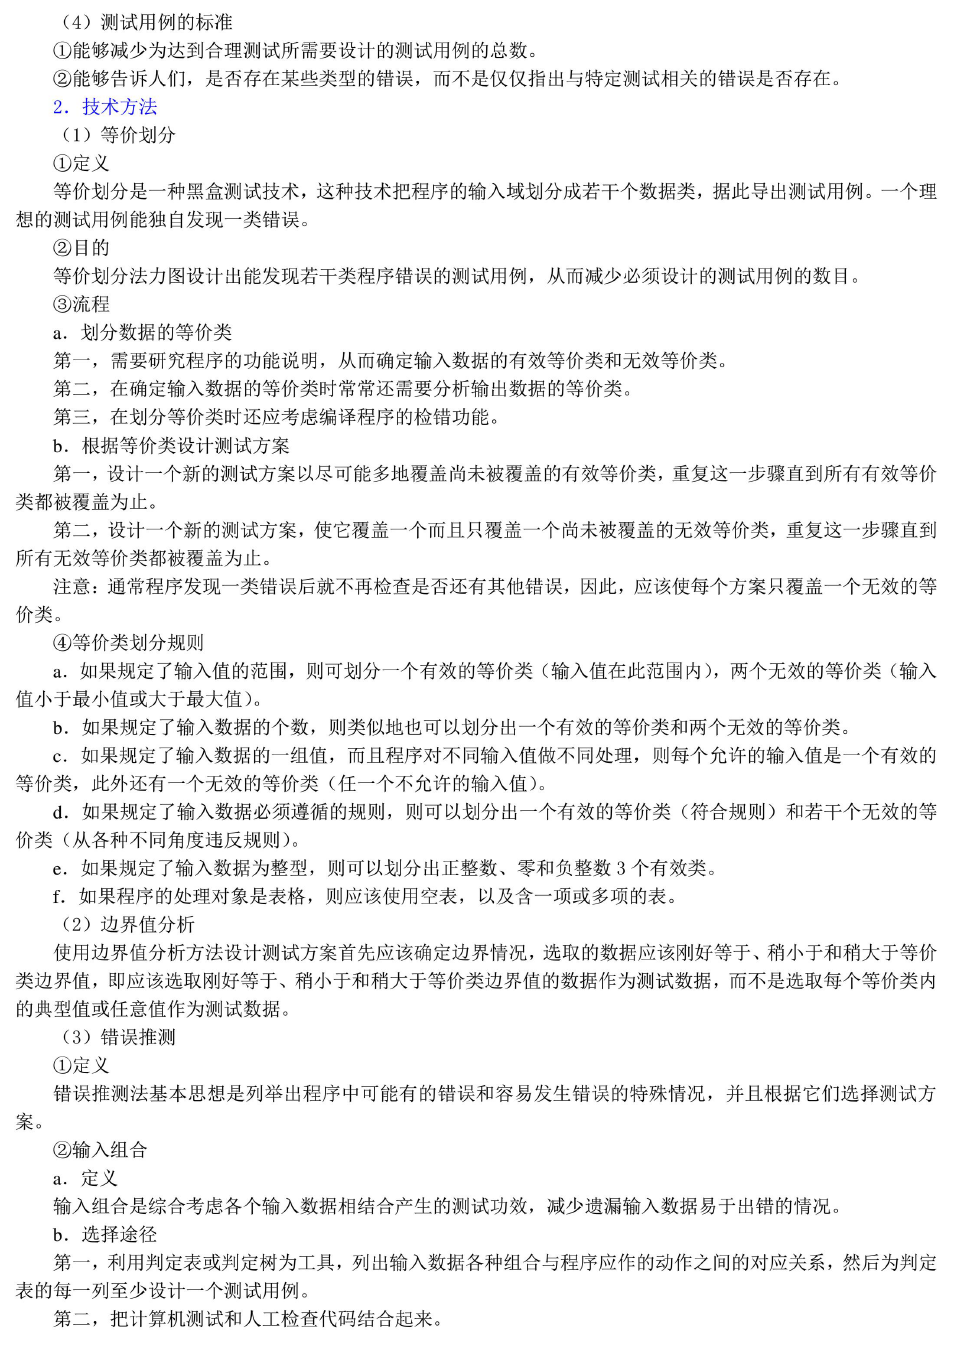 （4）测试用例的标准
①能够减少为达到合理测试所需要设计的测试用例的总数。
②能够告诉人们，是否存在某些类型的错误，而不是仅仅指出与特定测试相关的错误是否存在。
2．技术方法
（1）等价划分
①定义
等价划分是一种黑盒测试技术，这种技术把程序的输入域划分成若干个数据类，据此导出测试用例。一个理
想的测试用例能独自发现一类错误。
②目的
等价划分法力图设计出能发现若干类程序错误的测试用例，从而减少必须设计的测试用例的数目。
③流程
a．划分数据的等价类
第一，需要研究程序的功能说明，从而确定输入数据的有效等价类和无效等价类。
第二，在确定输入数据的等价类时常常还需要分析输出数据的等价类。
第三，在划分等价类时还应考虑编译程序的检错功能。
b．根据等价类设计测试方案
第一，设计一个新的测试方案以尽可能多地覆盖尚未被覆盖的有效等价类，重复这一步骤直到所有有效等价
类都被覆盖为止。
第二，设计一个新的测试方案，使它覆盖一个而且只覆盖一个尚未被覆盖的无效等价类，重复这一步骤直到
所有无效等价类都被覆盖为止。
注意：通常程序发现一类错误后就不再检查是否还有其他错误，因此，应该使每个方案只覆盖一个无效的等
价类。
④等价类划分规则
a．如果规定了输入值的范围，则可划分一个有效的等价类（输入值在此范围内），两个无效的等价类（输入
值小于最小值或大于最大值）。
b．如果规定了输入数据的个数，则类似地也可以划分出一个有效的等价类和两个无效的等价类。
c．如果规定了输入数据的一组值，而且程序对不同输入值做不同处理，则每个允许的输入值是一个有效的
等价类，此外还有一个无效的等价类（任一个不允许的输入值）。
d．如果规定了输入数据必须遵循的规则，则可以划分出一个有效的等价类（符合规则）和若干个无效的等
价类（从各种不同角度违反规则）。
e．如果规定了输入数据为整型，则可以划分出正整数、零和负整数 3 个有效类。
f．如果程序的处理对象是表格，则应该使用空表，以及含一项或多项的表。
（2）边界值分析
使用边界值分析方法设计测试方案首先应该确定边界情况，选取的数据应该刚好等于、稍小于和稍大于等价
类边界值，即应该选取刚好等于、稍小于和稍大于等价类边界值的数据作为测试数据，而不是选取每个等价类内
的典型值或任意值作为测试数据。
（3）错误推测
①定义
错误推测法基本思想是列举出程序中可能有的错误和容易发生错误的特殊情况，并且根据它们选择测试方
案。
②输入组合
a．定义
输入组合是综合考虑各个输入数据相结合产生的测试功效，减少遗漏输入数据易于出错的情况。
b．选择途径
第一，利用判定表或判定树为工具，列出输入数据各种组合与程序应作的动作之间的对应关系，然后为判定
表的每一列至少设计一个测试用例。
第二，把计算机测试和人工检查代码结合起来。